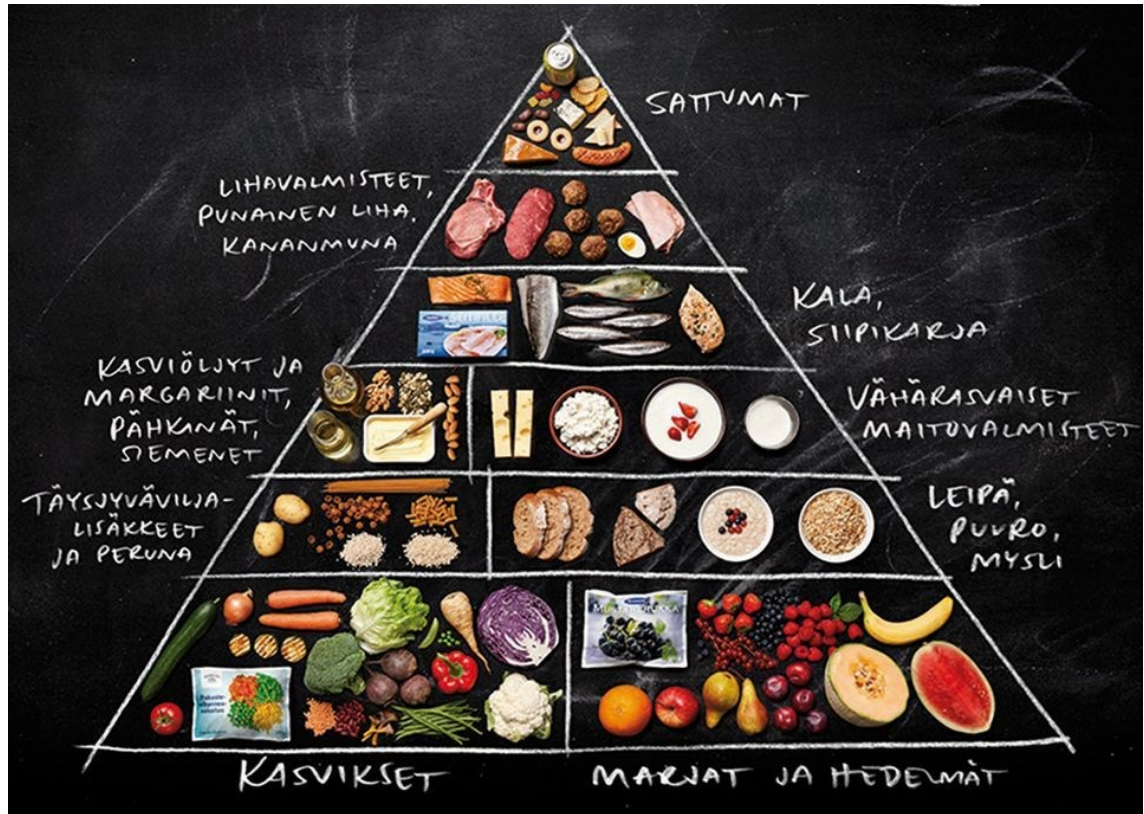 SATTUMAT
LIHAVALMISTEET,
PUNAINEN LIHA,
KANANMUNA
KALA,
SIIPIKARJA
SEITIFILEE
KASVIÖLJYT JA
MARGARIINIT,
PÄHKINÄT,
SIEMENET
VÄHÄRASVAISET
MAITOVALMISTEET
TÄYSJYVÄVILJA-
LISÄKKEET
JA PERUNA
LEIPÄ,
PUURO,
MYSLI
KASVIKSET
MARJAT JA HEDELMÄT